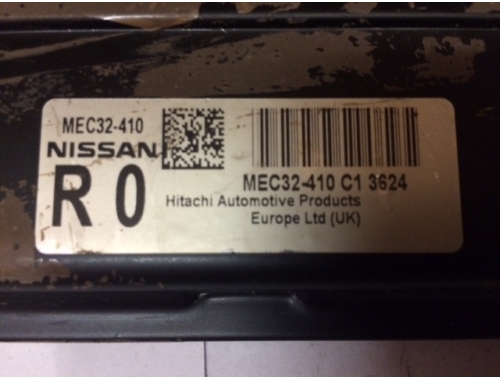 MEC32-410
NISSAN
R 0
MEC32-410 C1 3624
Hitachi Automotive Products
Europe Ltd (UK)